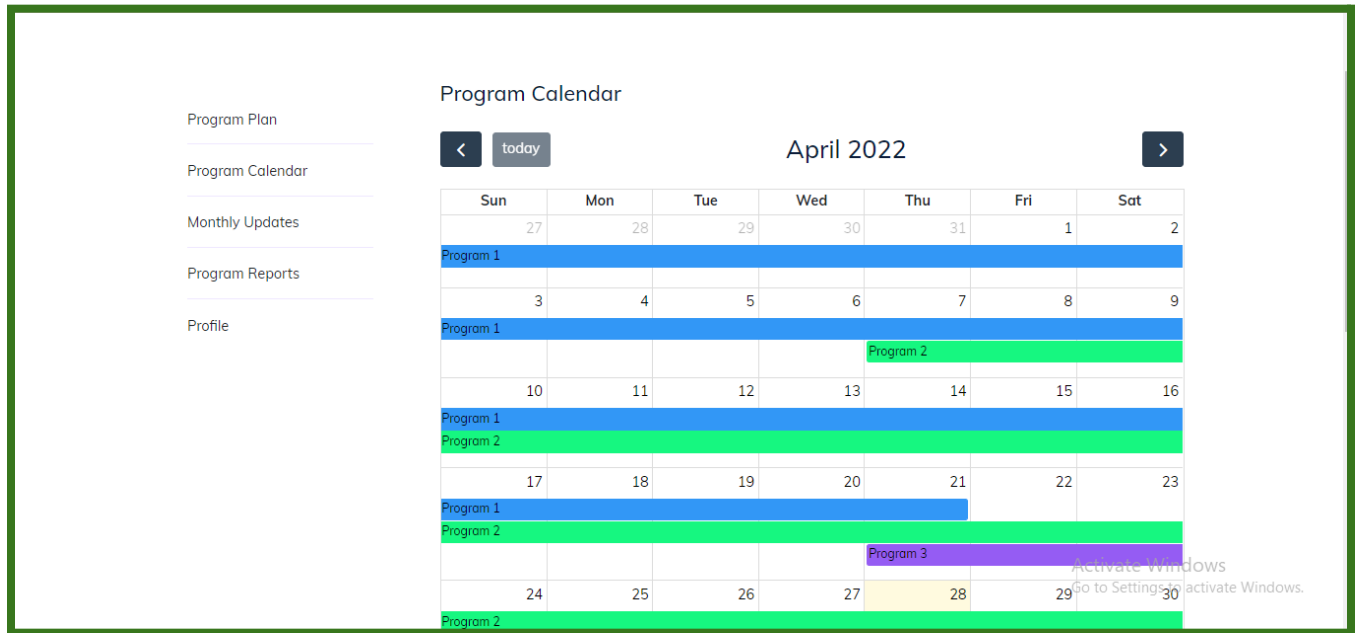 Program Calendar
Program Plan
Program Calendar
Monthly Updates
Program Reports
Profile
today
April 2022
Sun Mon Tue Wed Thu Fri Sat
27 28 29 30 31 1 2
Program 1
3 4 5 6 7 8 9
Program 1
Program 2
10 11 12 13 14 15 16
Program 1
Program 2
17 18 19 20 21 22 23
Program 1
Program 2
Program 3
24 25 26 27 28 29 30
Program 2
Activate Windows
Go to Settings to activate Windows.